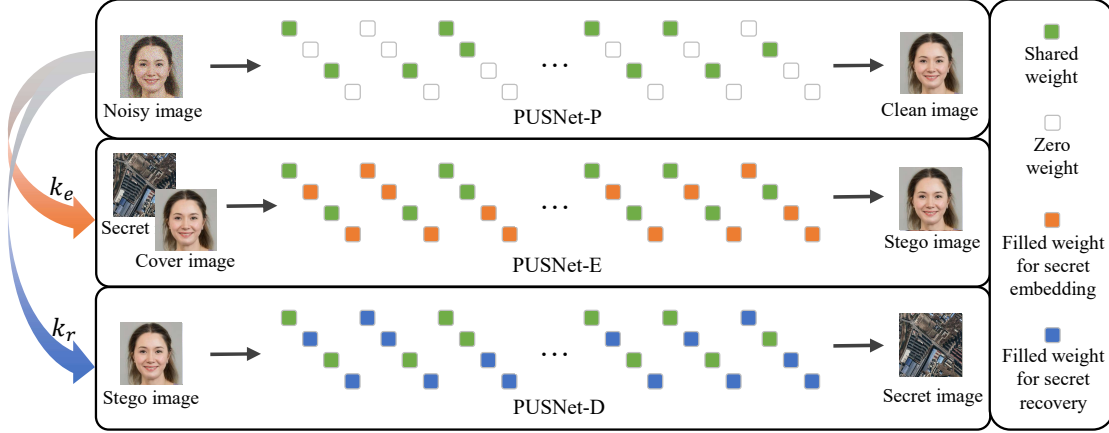 Noisy image
...
PUSNet-P
Clean image
k_e
Secret
Cover image
...
PUSNet-E
Stego image
k_r
Stego image
...
PUSNet-D
Secret image
Shared
weight
Zero
weight
Filled weight
for secret
embedding
Filled weight
for secret
recovery